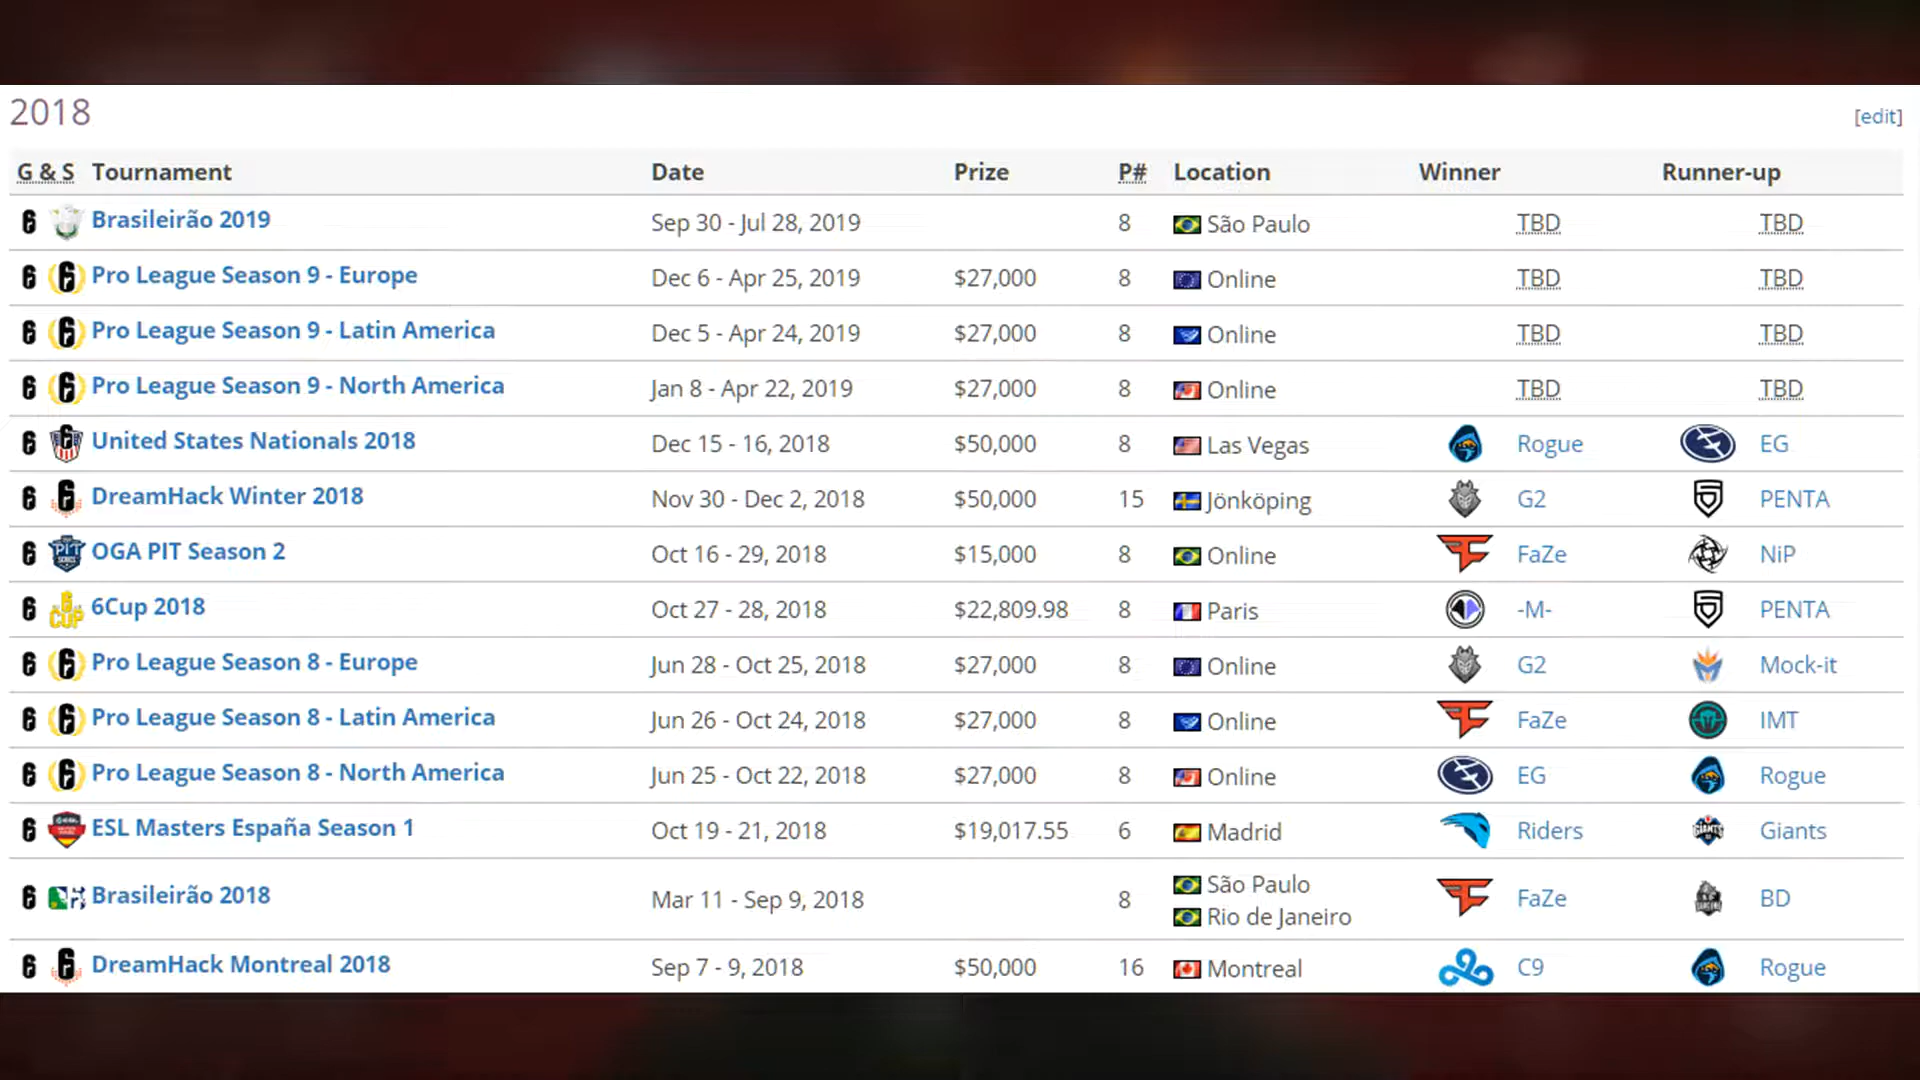 2018 [edit]
G & S Tournament Date Prize P# Location Winner Runner-up
Brasileirão 2019 Sep 30 - Jul 28, 2019 8 São Paulo TBD TBD
Pro League Season 9 - Europe Dec 6 - Apr 25, 2019 $27,000 8 Online TBD TBD
Pro League Season 9 - Latin America Dec 5 - Apr 24, 2019 $27,000 8 Online TBD TBD
Pro League Season 9 - North America Jan 8 - Apr 22, 2019 $27,000 8 Online TBD TBD
United States Nationals 2018 Dec 15 - 16, 2018 $50,000 8 Las Vegas Rogue EG
DreamHack Winter 2018 Nov 30 - Dec 2, 2018 $50,000 15 Jönköping G2 PENTA
OGA PIT Season 2 Oct 16 - 29, 2018 $15,000 8 Online FaZe NiP
6Cup 2018 Oct 27 - 28, 2018 $22,809.98 8 Paris -M- PENTA
Pro League Season 8 - Europe Jun 28 - Oct 25, 2018 $27,000 8 Online G2 Mock-it
Pro League Season 8 - Latin America Jun 26 - Oct 24, 2018 $27,000 8 Online FaZe IMT
Pro League Season 8 - North America Jun 25 - Oct 22, 2018 $27,000 8 Online EG Rogue
ESL Masters España Season 1 Oct 19 - 21, 2018 $19,017.55 6 Madrid Riders Giants
Brasileirão 2018 Mar 11 - Sep 9, 2018 8 São Paulo FaZe BD
Rio de Janeiro
DreamHack Montreal 2018 Sep 7 - 9, 2018 $50,000 16 Montreal C9 Rogue